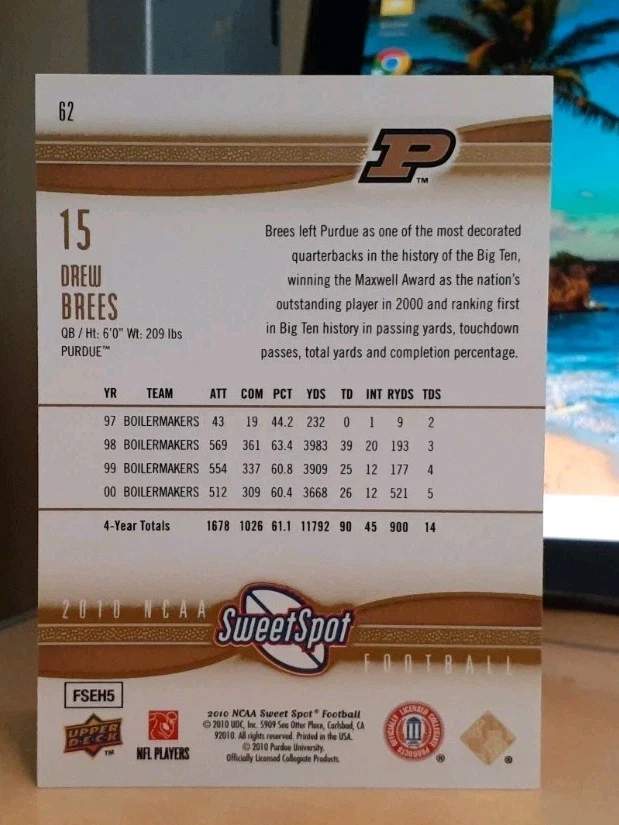 62
P™
15
DREW
BREES
QB / Ht: 6'0" Wt: 209 lbs
PURDUE™
Brees left Purdue as one of the most decorated
quarterbacks in the history of the Big Ten,
winning the Maxwell Award as the nation's
outstanding player in 2000 and ranking first
in Big Ten history in passing yards, touchdown
passes, total yards and completion percentage.
YR TEAM ATT COM PCT YDS TD INT RYDS TDS
97 BOILERMAKERS 43 19 44.2 232 0 1 9 2
98 BOILERMAKERS 569 361 63.4 3983 39 20 193 3
99 BOILERMAKERS 554 337 60.8 3909 25 12 177 4
00 BOILERMAKERS 512 309 60.4 3668 26 12 521 5
4-Year Totals 1678 1026 61.1 11792 90 45 900 14
2010 NCAA
SweetSpot
FOOTBALL
FSEH5
UPPER
DECK™
NFL PLAYERS
2010 NCAA Sweet Spot® Football
© 2010 UDC, Inc. 5909 Sea Otter Place, Carlsbad, CA
92010. All rights reserved. Printed in the USA.
© 2010 Purdue University.
Officially Licensed Collegiate Products.
OFFICIALLY LICENSED COLLEGIATE PRODUCTS
®
®